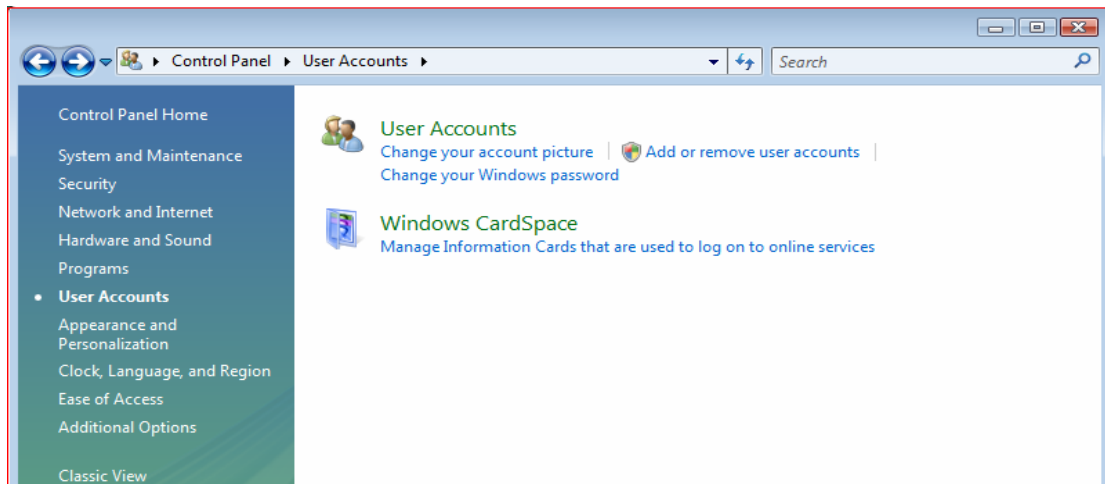 Control Panel User Accounts
Search
Control Panel Home
System and Maintenance
Security
Network and Internet
Hardware and Sound
Programs
User Accounts
Appearance and
Personalization
Clock, Language, and Region
Ease of Access
Additional Options
Classic View
User Accounts
Change your account picture Add or remove user accounts
Change your Windows password
Windows CardSpace
Manage Information Cards that are used to log on to online services